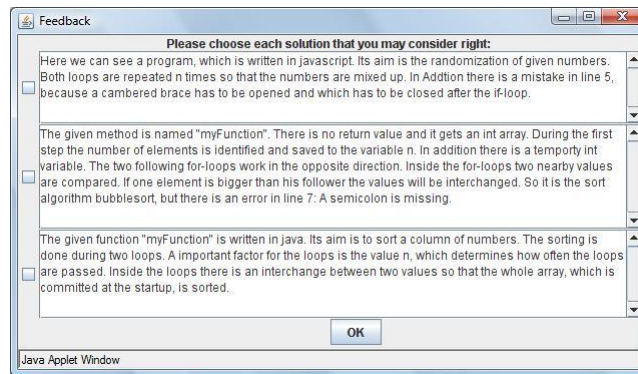 Feedback
Please choose each solution that you may consider right:
Here we can see a program, which is written in javascript. Its aim is the randomization of given numbers.
Both loops are repeated n times so that the numbers are mixed up. In Addtion there is a mistake in line 5,
because a cambered brace has to be opened and which has to be closed after the if-loop.
The given method is named "myFunction". There is no return value and it gets an int array. During the first
step the number of elements is identified and saved to the variable n. In addition there is a temporty int
variable. The two following for-loops work in the opposite direction. Inside the for-loops two nearby values
are compared. If one element is bigger than his follower the values will be interchanged. So it is the sort
algorithm bubblesort, but there is an error in line 7: A semicolon is missing.
The given function "myFunction" is written in java. Its aim is to sort a column of numbers. The sorting is
done during two loops. A important factor for the loops is the value n, which determines how often the loops
are passed. Inside the loops there is an interchange between two values so that the whole array, which is
committed at the startup, is sorted.
OK
Java Applet Window